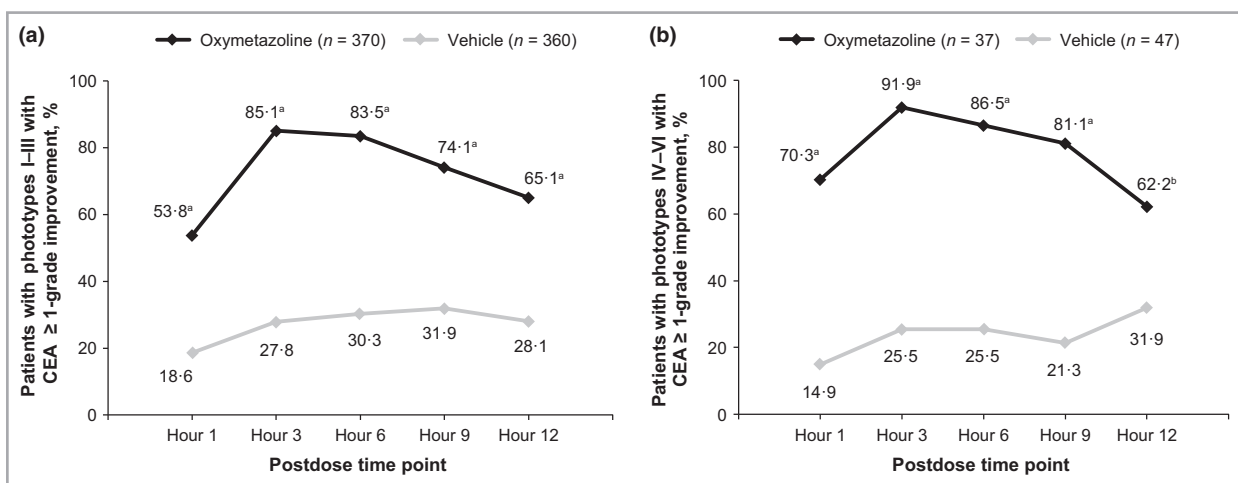 (a)
Oxymetazoline (n = 370) Vehicle (n = 360)
Patients with phototypes I–III with
CEA ≥ 1-grade improvement, %
100
80
60
40
20
0
53·8ᵃ
85·1ᵃ
83·5ᵃ
74·1ᵃ
65·1ᵃ
18·6
27·8
30·3
31·9
28·1
Hour 1 Hour 3 Hour 6 Hour 9 Hour 12
Postdose time point
(b)
Oxymetazoline (n = 37) Vehicle (n = 47)
Patients with phototypes IV–VI with
CEA ≥ 1-grade improvement, %
100
80
60
40
20
0
70·3ᵃ
91·9ᵃ
86·5ᵃ
81·1ᵃ
62·2ᵇ
14·9
25·5
25·5
21·3
31·9
Hour 1 Hour 3 Hour 6 Hour 9 Hour 12
Postdose time point